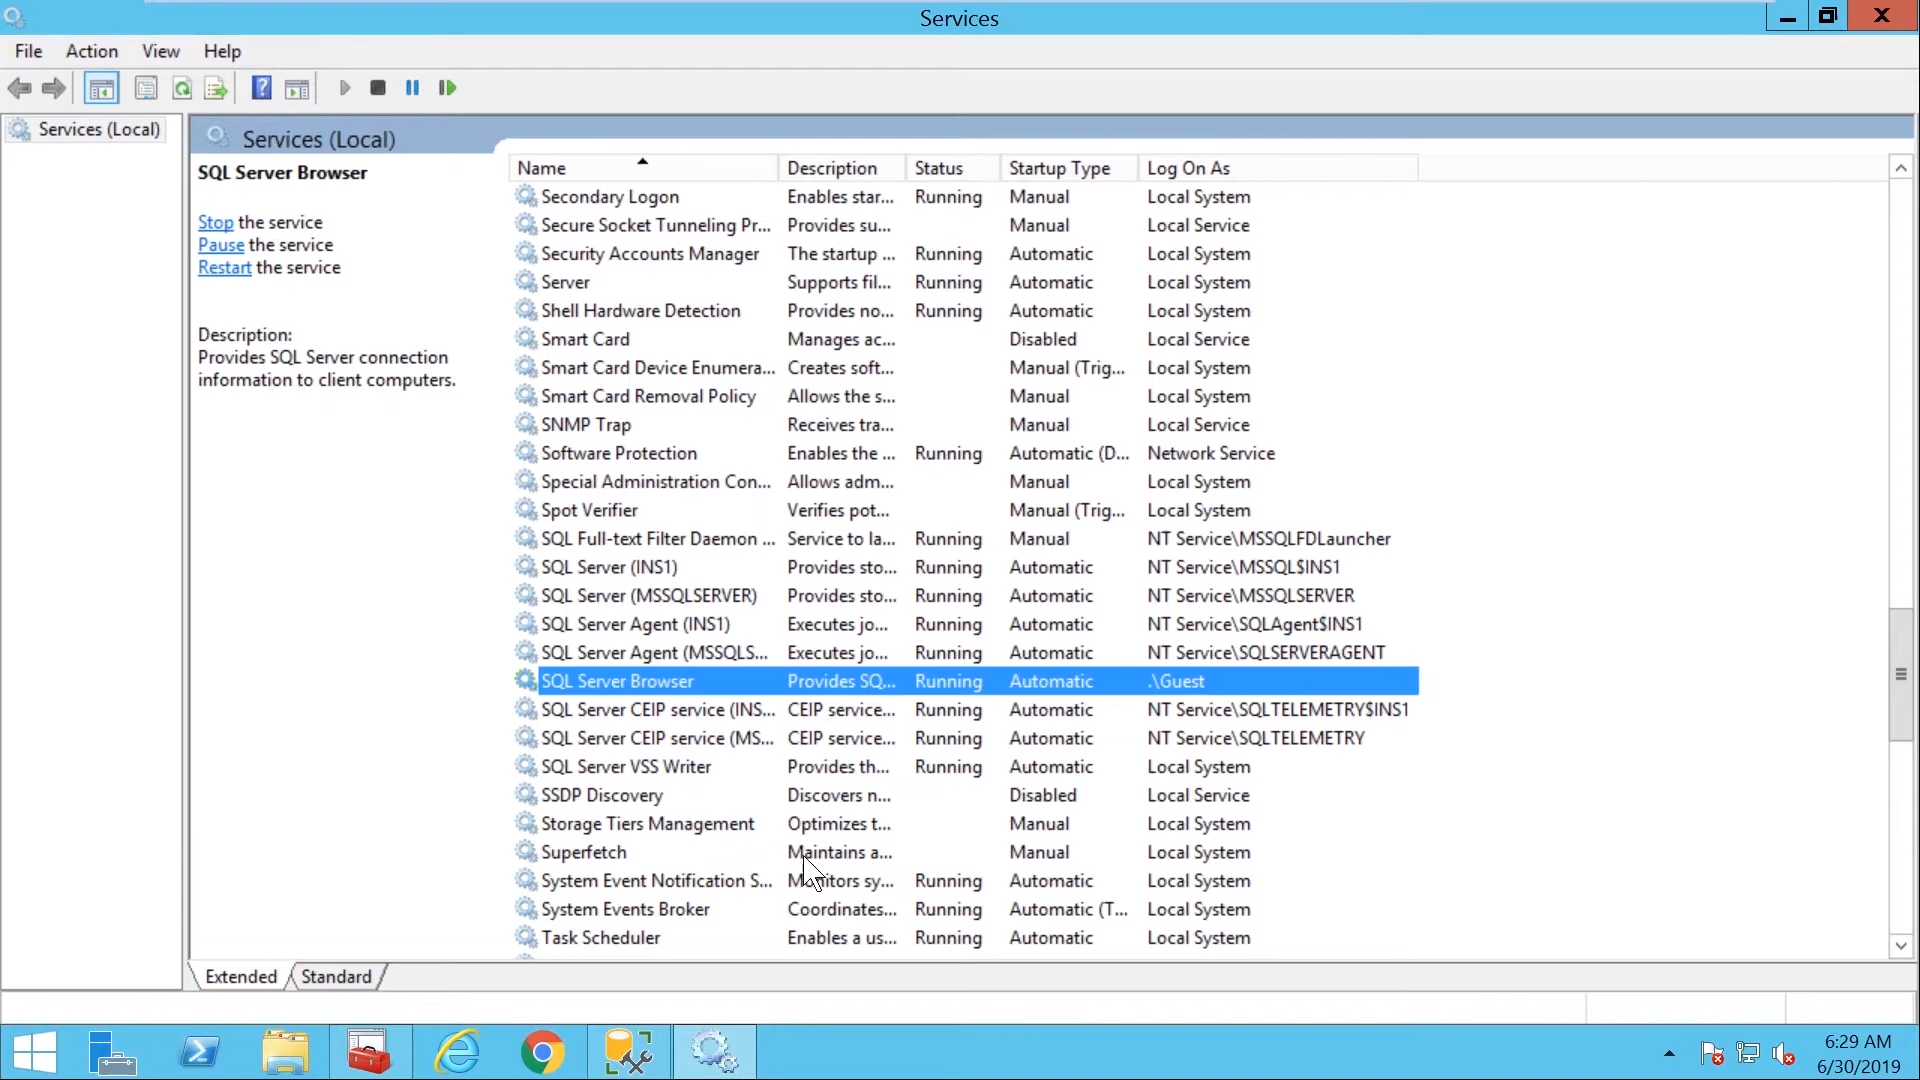 Services
File Action View Help
Services (Local)
Services (Local)
SQL Server Browser
Stop the service
Pause the service
Restart the service
Description:
Provides SQL Server connection
information to client computers.
Name Description Status Startup Type Log On As
Secondary Logon Enables star... Running Manual Local System
Secure Socket Tunneling Pr... Provides su... Manual Local Service
Security Accounts Manager The startup ... Running Automatic Local System
Server Supports fil... Running Automatic Local System
Shell Hardware Detection Provides no... Running Automatic Local System
Smart Card Manages ac... Disabled Local Service
Smart Card Device Enumera... Creates soft... Manual (Trig... Local System
Smart Card Removal Policy Allows the s... Manual Local System
SNMP Trap Receives tra... Manual Local Service
Software Protection Enables the ... Running Automatic (D... Network Service
Special Administration Con... Allows adm... Manual Local System
Spot Verifier Verifies pot... Manual (Trig... Local System
SQL Full-text Filter Daemon ... Service to la... Running Manual NT Service\MSSQLFDLauncher
SQL Server (INS1) Provides sto... Running Automatic NT Service\MSSQL$INS1
SQL Server (MSSQLSERVER) Provides sto... Running Automatic NT Service\MSSQLSERVER
SQL Server Agent (INS1) Executes jo... Running Automatic NT Service\SQLAgent$INS1
SQL Server Agent (MSSQLS... Executes jo... Running Automatic NT Service\SQLSERVERAGENT
SQL Server Browser Provides SQ... Running Automatic .\Guest
SQL Server CEIP service (INS... CEIP service... Running Automatic NT Service\SQLTELEMETRY$INS1
SQL Server CEIP service (MS... CEIP service... Running Automatic NT Service\SQLTELEMETRY
SQL Server VSS Writer Provides th... Running Automatic Local System
SSDP Discovery Discovers n... Disabled Local Service
Storage Tiers Management Optimizes t... Manual Local System
Superfetch Maintains a... Manual Local System
System Event Notification S... Monitors sy... Running Automatic Local System
System Events Broker Coordinates... Running Automatic (T... Local System
Task Scheduler Enables a us... Running Automatic Local System
Extended Standard
6:29 AM
6/30/2019